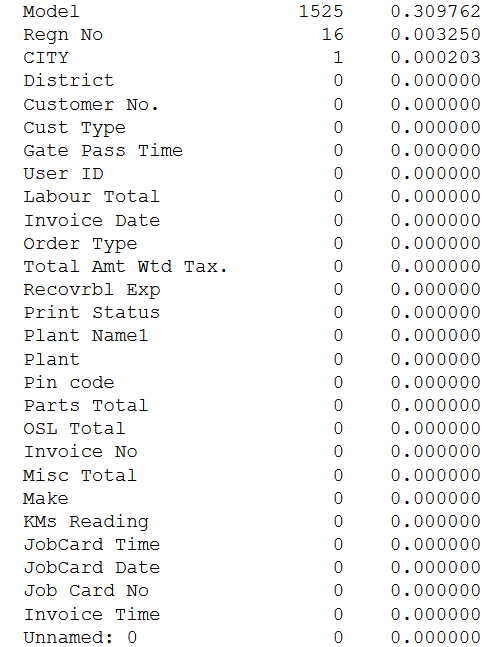 Model 1525 0.309762
Regn No 16 0.003250
CITY 1 0.000203
District 0 0.000000
Customer No. 0 0.000000
Cust Type 0 0.000000
Gate Pass Time 0 0.000000
User ID 0 0.000000
Labour Total 0 0.000000
Invoice Date 0 0.000000
Order Type 0 0.000000
Total Amt Wtd Tax. 0 0.000000
Recovrbl Exp 0 0.000000
Print Status 0 0.000000
Plant Name1 0 0.000000
Plant 0 0.000000
Pin code 0 0.000000
Parts Total 0 0.000000
OSL Total 0 0.000000
Invoice No 0 0.000000
Misc Total 0 0.000000
Make 0 0.000000
KMs Reading 0 0.000000
JobCard Time 0 0.000000
JobCard Date 0 0.000000
Job Card No 0 0.000000
Invoice Time 0 0.000000
Unnamed: 0 0 0.000000